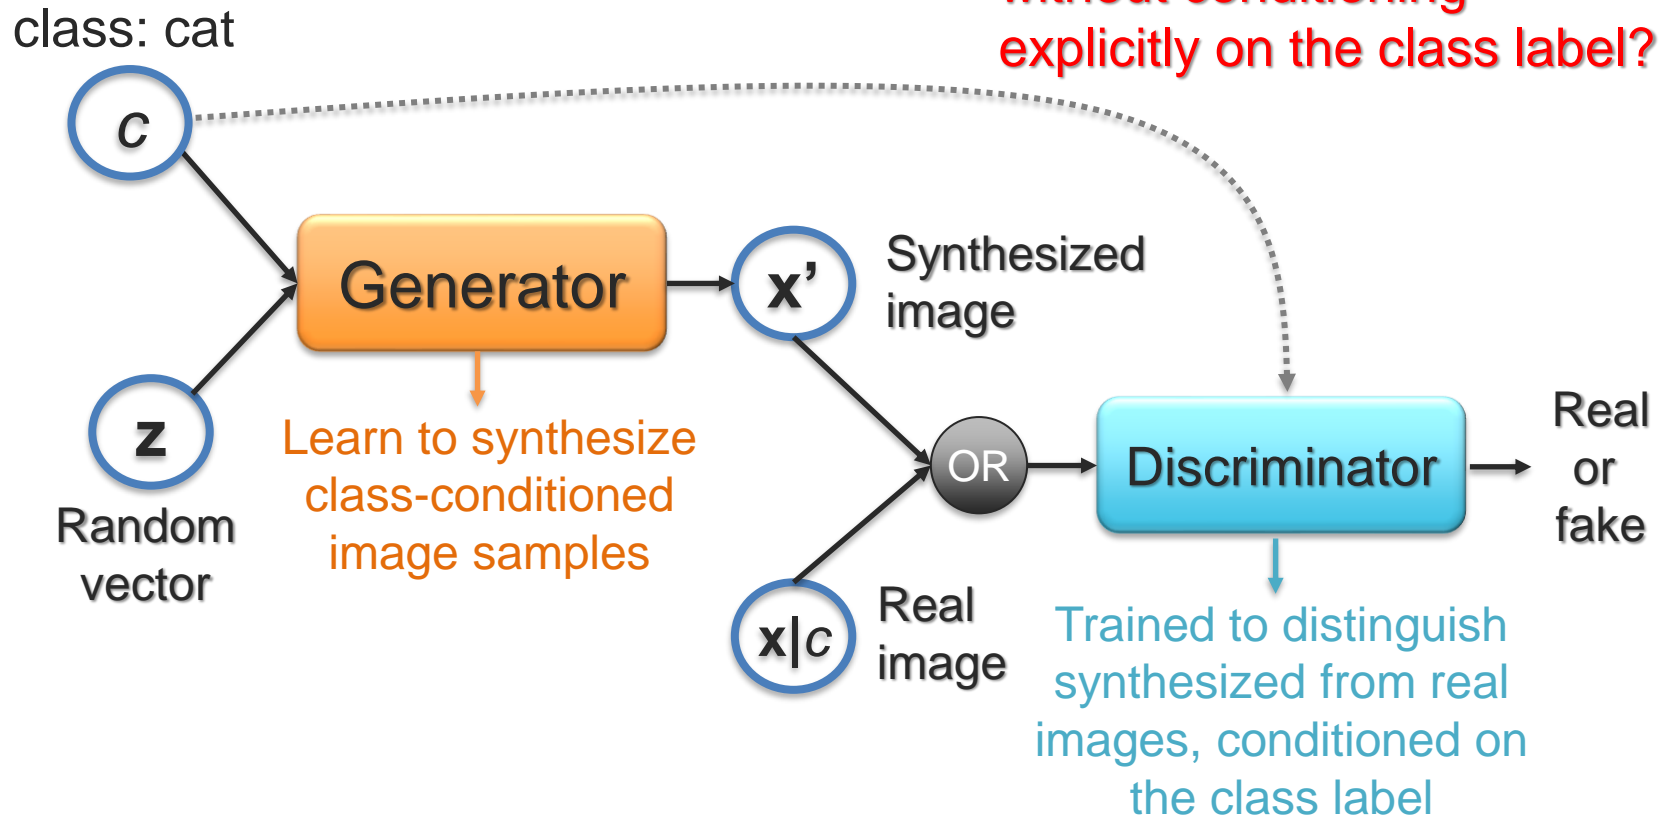 without conditioning
explicitly on the class label?
class: cat
c
Generator
x’
Synthesized
image
z
Random
vector
Learn to synthesize
class-conditioned
image samples
OR
Discriminator
Real
or
fake
x|c
Real
image
Trained to distinguish
synthesized from real
images, conditioned on
the class label